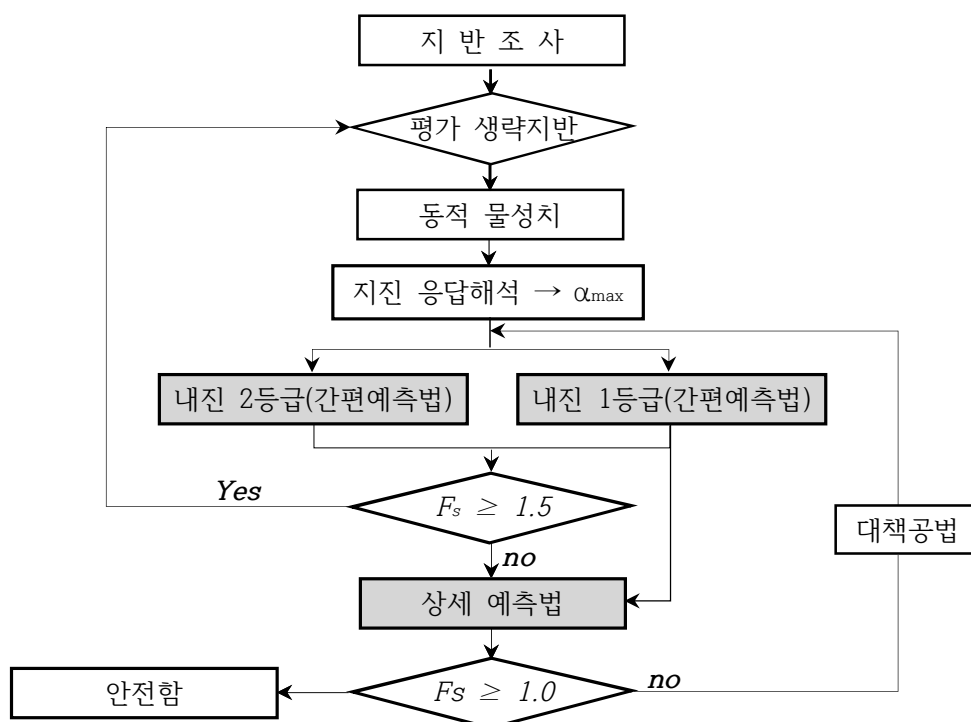 지 반 조 사
평가 생략지반
동적 물성치
지진 응답해석 → αmax
내진 2등급(간편예측법)
내진 1등급(간편예측법)
Yes
Fs ≥ 1.5
대책공법
no
상세 예측법
안전함
Fs ≥ 1.0
no